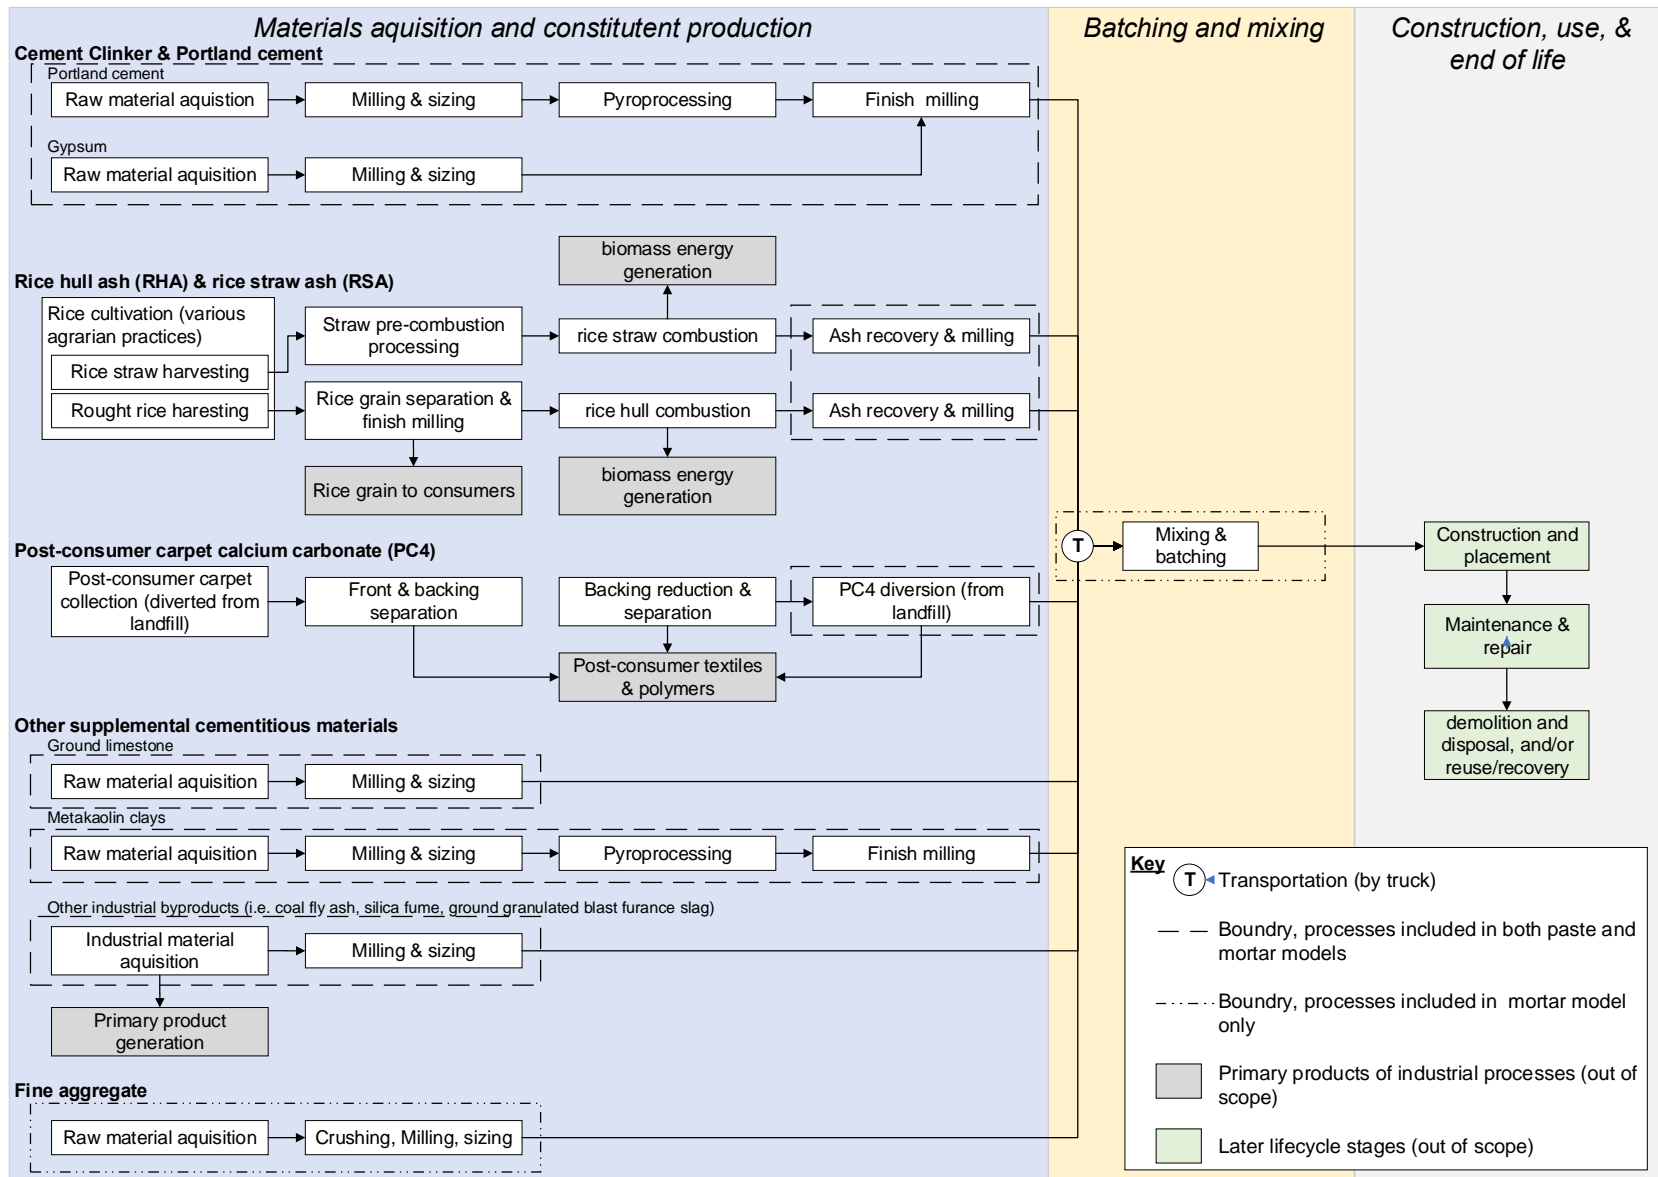 Materials aquisition and constitutent production
Batching and mixing
Construction, use, &
end of life
Cement Clinker & Portland cement
Portland cement
Raw material aquistion
Milling & sizing
Pyroprocessing
Finish milling
Gypsum
Raw material aquisition
Milling & sizing
biomass energy
generation
Rice hull ash (RHA) & rice straw ash (RSA)
Rice cultivation (various
agrarian practices)
Rice straw harvesting
Rought rice haresting
Straw pre-combustion
processing
rice straw combustion
Ash recovery & milling
Rice grain separation &
finish milling
rice hull combustion
Ash recovery & milling
Rice grain to consumers
biomass energy
generation
Post-consumer carpet calcium carbonate (PC4)
Post-consumer carpet
collection (diverted from
landfill)
Front & backing
separation
Backing reduction &
separation
PC4 diversion (from
landfill)
Post-consumer textiles
& polymers
T
Mixing &
batching
Construction and
placement
Maintenance &
repair
demolition and
disposal, and/or
reuse/recovery
Other supplemental cementitious materials
Ground limestone
Raw material aquisition
Milling & sizing
Metakaolin clays
Raw material aquisition
Milling & sizing
Pyroprocessing
Finish milling
Other industrial byproducts (i.e. coal fly ash, silica fume, ground granulated blast furance slag)
Industrial material
aquisition
Milling & sizing
Primary product
generation
Fine aggregate
Raw material aquisition
Crushing, Milling, sizing
Key
T
Transportation (by truck)
Boundry, processes included in both paste and
mortar models
Boundry, processes included in mortar model
only
Primary products of industrial processes (out of
scope)
Later lifecycle stages (out of scope)